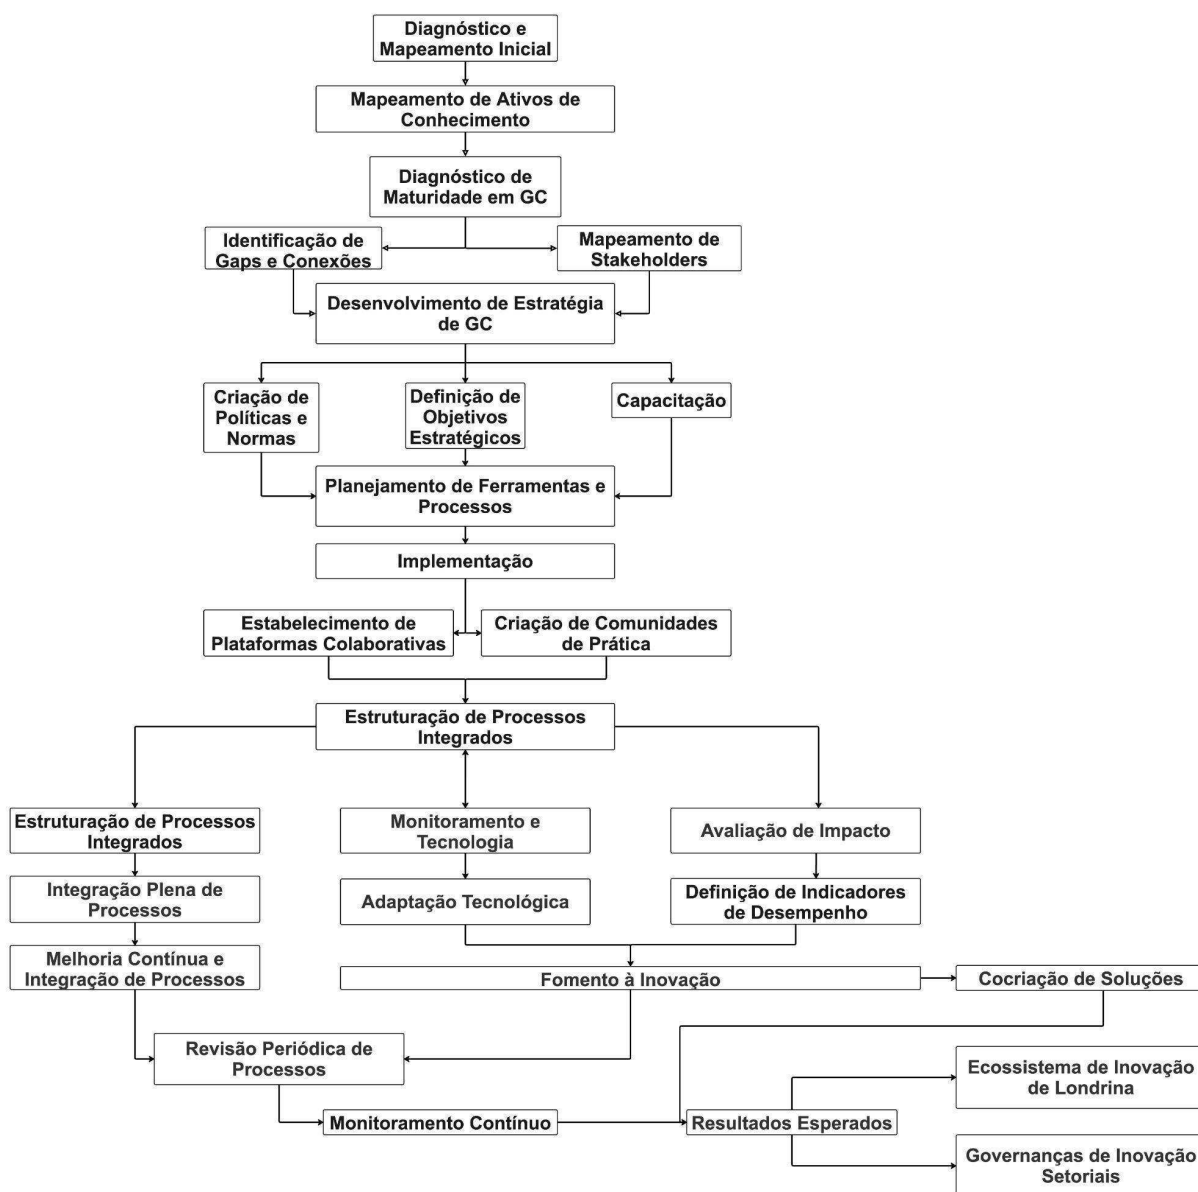 Diagnóstico e
Mapeamento Inicial
Mapeamento de Ativos de
Conhecimento
Diagnóstico de
Maturidade em GC
Identificação de
Gaps e Conexões
Mapeamento de
Stakeholders
Desenvolvimento de Estratégia
de GC
Criação de
Políticas e
Normas
Definição de
Objetivos
Estratégicos
Capacitação
Planejamento de Ferramentas e
Processos
Implementação
Estabelecimento de
Plataformas Colaborativas
Criação de Comunidades
de Prática
Estruturação de Processos
Integrados
Estruturação de Processos
Integrados
Monitoramento e
Tecnologia
Avaliação de Impacto
Integração Plena de
Processos
Adaptação Tecnológica
Definição de Indicadores
de Desempenho
Melhoria Contínua e
Integração de Processos
Fomento à Inovação
Cocriação de Soluções
Revisão Periódica de
Processos
Ecossistema de Inovação
de Londrina
Monitoramento Contínuo
Resultados Esperados
Governanças de Inovação
Setoriais